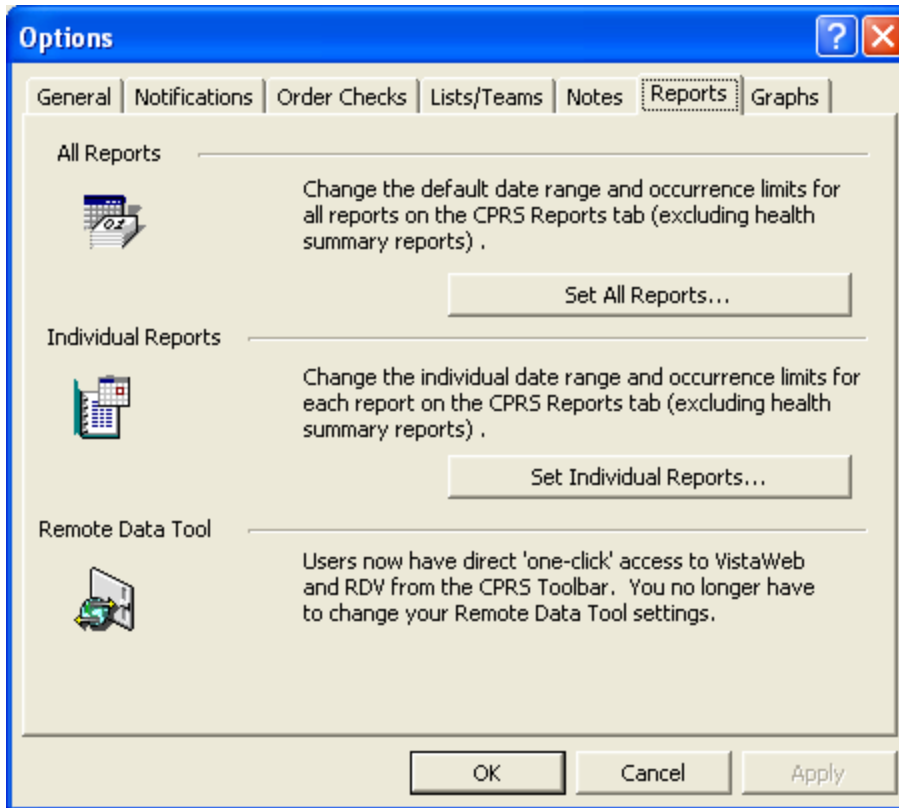 Options
General Notifications Order Checks Lists/Teams Notes Reports Graphs
All Reports
Change the default date range and occurrence limits for
all reports on the CPRS Reports tab (excluding health
summary reports) .
Set All Reports...
Individual Reports
Change the individual date range and occurrence limits for
each report on the CPRS Reports tab (excluding health
summary reports) .
Set Individual Reports...
Remote Data Tool
Users now have direct 'one-click' access to VistaWeb
and RDV from the CPRS Toolbar.  You no longer have
to change your Remote Data Tool settings.
OK Cancel Apply